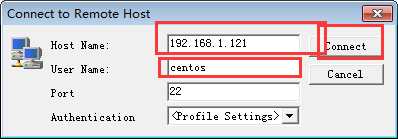 Connect to Remote Host
Host Name: 192.168.1.121 Connect
User Name: centos Cancel
Port 22
Authentication <Profile Settings>